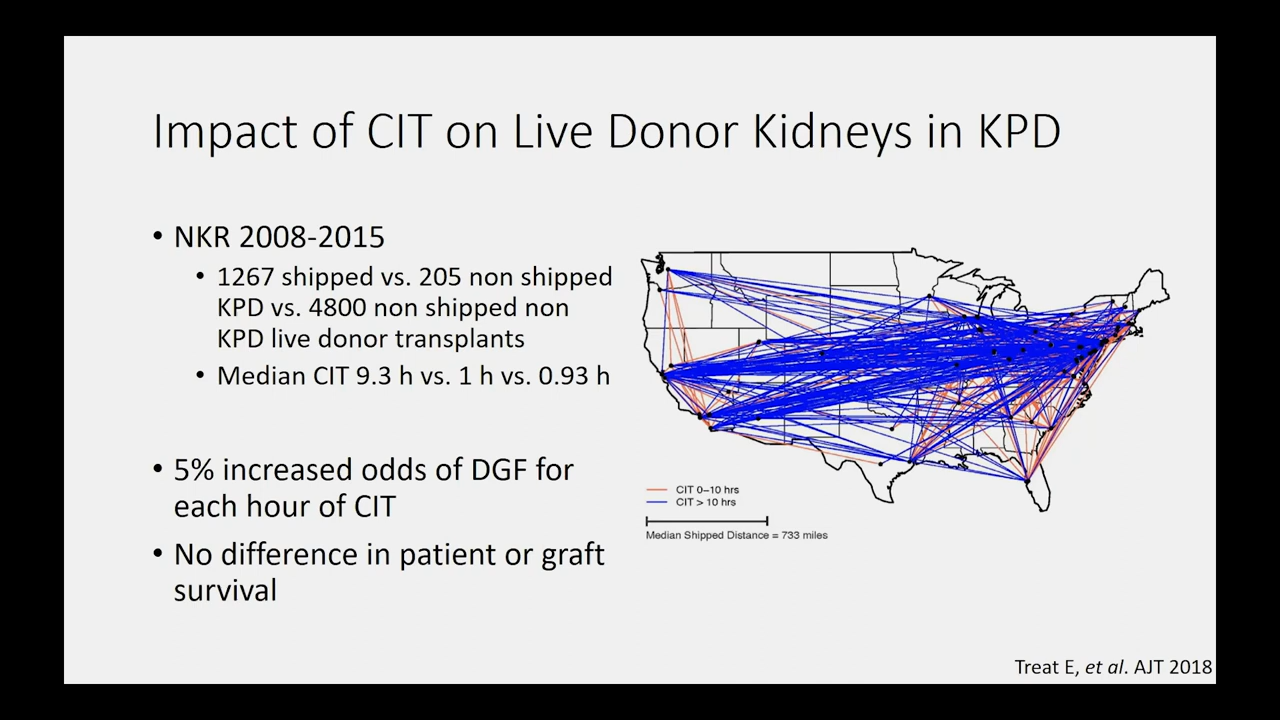 Impact of CIT on Live Donor Kidneys in KPD
• NKR 2008-2015
• 1267 shipped vs. 205 non shipped
KPD vs. 4800 non shipped non
KPD live donor transplants
• Median CIT 9.3 h vs. 1 h vs. 0.93 h
• 5% increased odds of DGF for
each hour of CIT
• No difference in patient or graft
survival
CIT 0–10 hrs
CIT > 10 hrs
Median Shipped Distance = 733 miles
Treat E, et al. AJT 2018